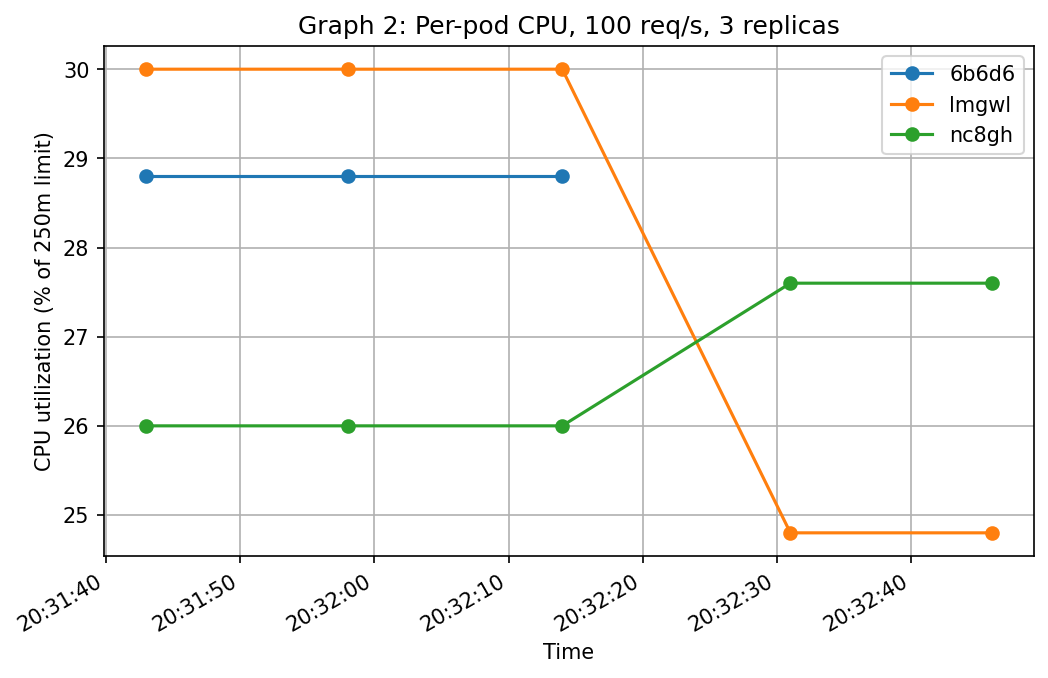 Graph 2: Per-pod CPU, 100 req/s, 3 replicas
30
29
28
27
26
25
CPU utilization (% of 250m limit)
6b6d6
lmgwl
nc8gh
20:31:40
20:31:50
20:32:00
20:32:10
20:32:20
20:32:30
20:32:40
Time